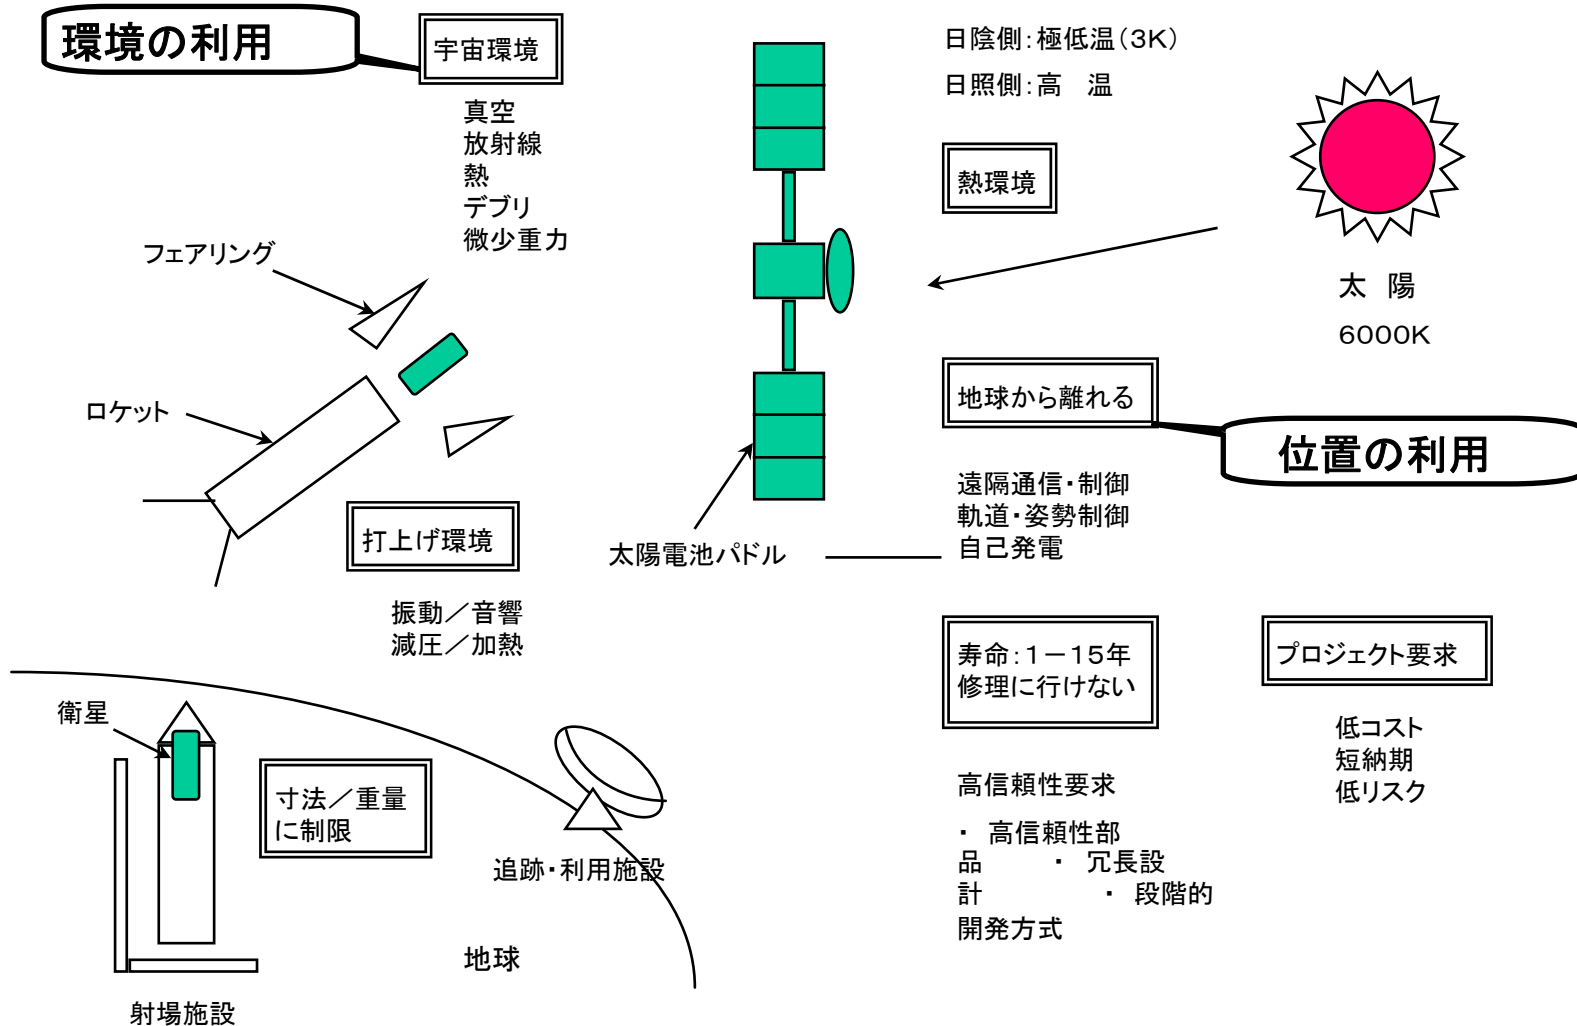 環境の利用
宇宙環境
真空
放射線
熱
デブリ
微少重力
日陰側：極低温（3K）
日照側：高　温
熱環境
太　陽
6000K
フェアリング
ロケット
打上げ環境
振動／音響
減圧／加熱
太陽電池パドル
地球から離れる
位置の利用
遠隔通信・制御
軌道・姿勢制御
自己発電
寿命：１－１５年
修理に行けない
高信頼性要求
・ 高信頼性部
品　　　・ 冗長設
計　　　　　・ 段階的
開発方式
プロジェクト要求
低コスト
短納期
低リスク
衛星
寸法／重量
に制限
追跡・利用施設
地球
射場施設